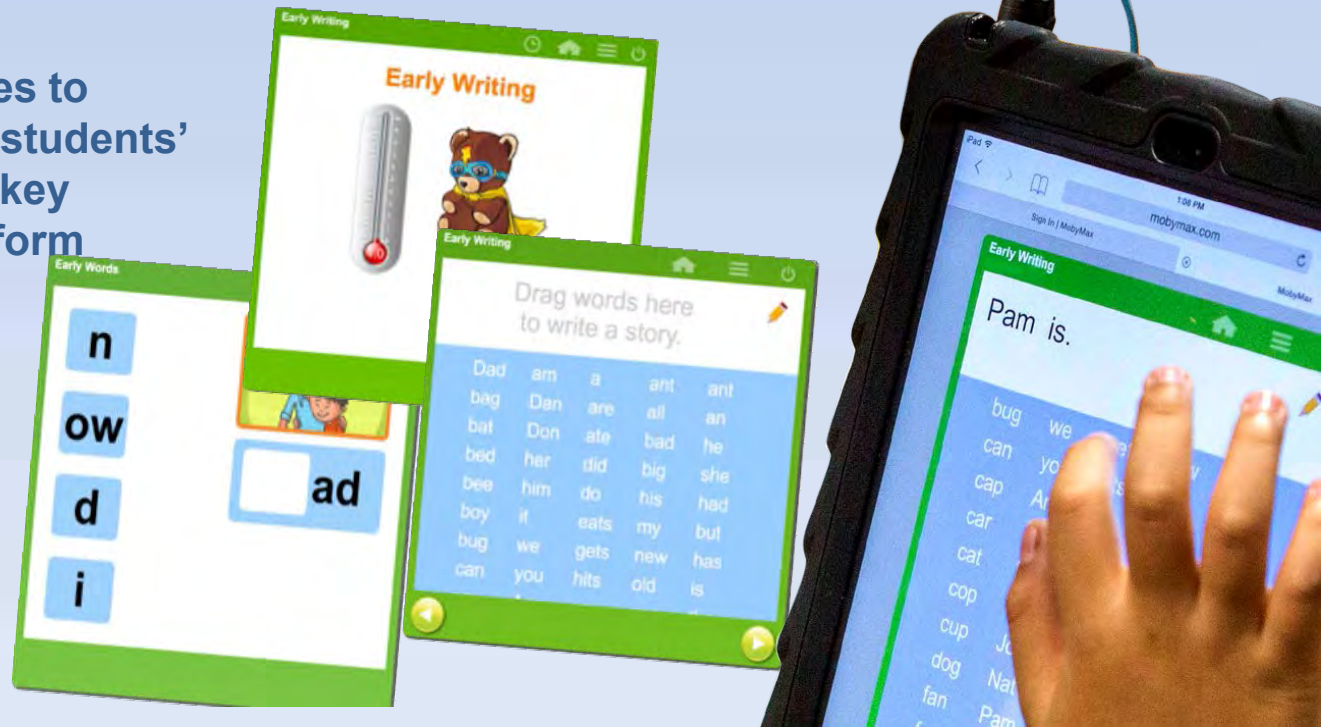 es to
students’
key
form
Early Writing
Early Writing
Early Words
n
ow
d
i
ad
Early Writing
Drag words here
to write a story.
Dad am a ant ant
bag Dan are all an
bat Don ate bad he
bed her did big she
bee him do his had
boy it eats my but
bug we gets new has
can you hits old is
iPad
1:08 PM
mobymax.com
Sign In | MobyMax
MobyMax
Early Writing
Pam is.
bug we
can
cap
car
cat
cop
cup
dog
fan Pam